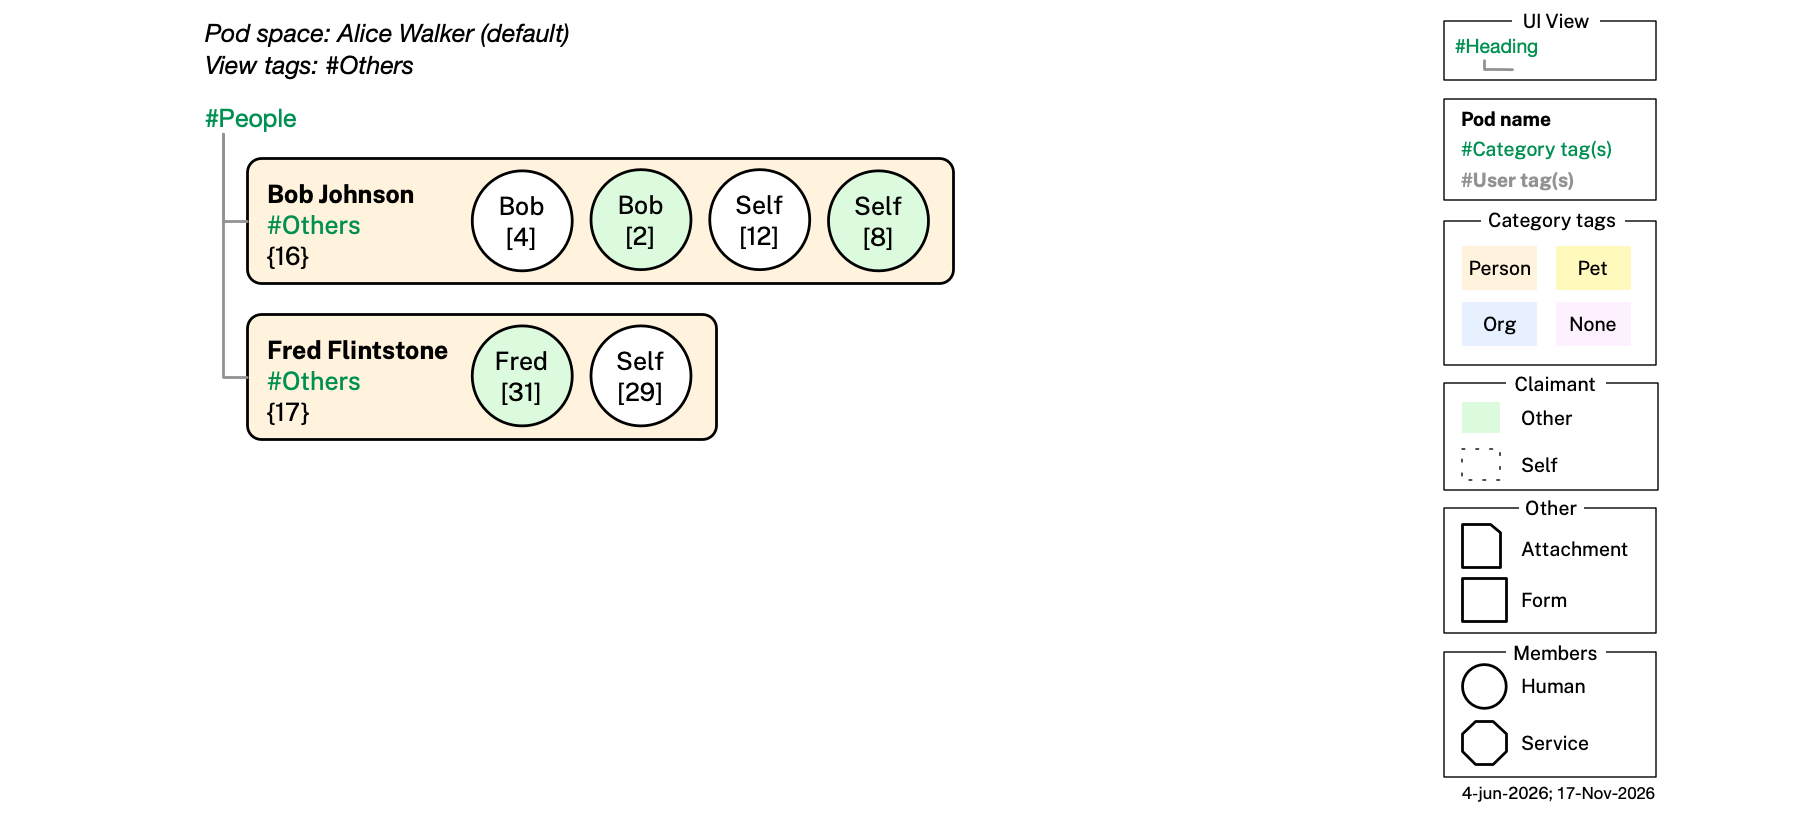 Pod space: Alice Walker (default)
View tags: #Others
#People
Bob Johnson
#Others
{16}
Bob
[4]
Bob
[2]
Self
[12]
Self
[8]
Fred Flintstone
#Others
{17}
Fred
[31]
Self
[29]
UI View
#Heading
Pod name
#Category tag(s)
#User tag(s)
Category tags
Person
Pet
Org
None
Claimant
Other
Self
Other
Attachment
Form
Members
Human
Service
4-jun-2026; 17-Nov-2026